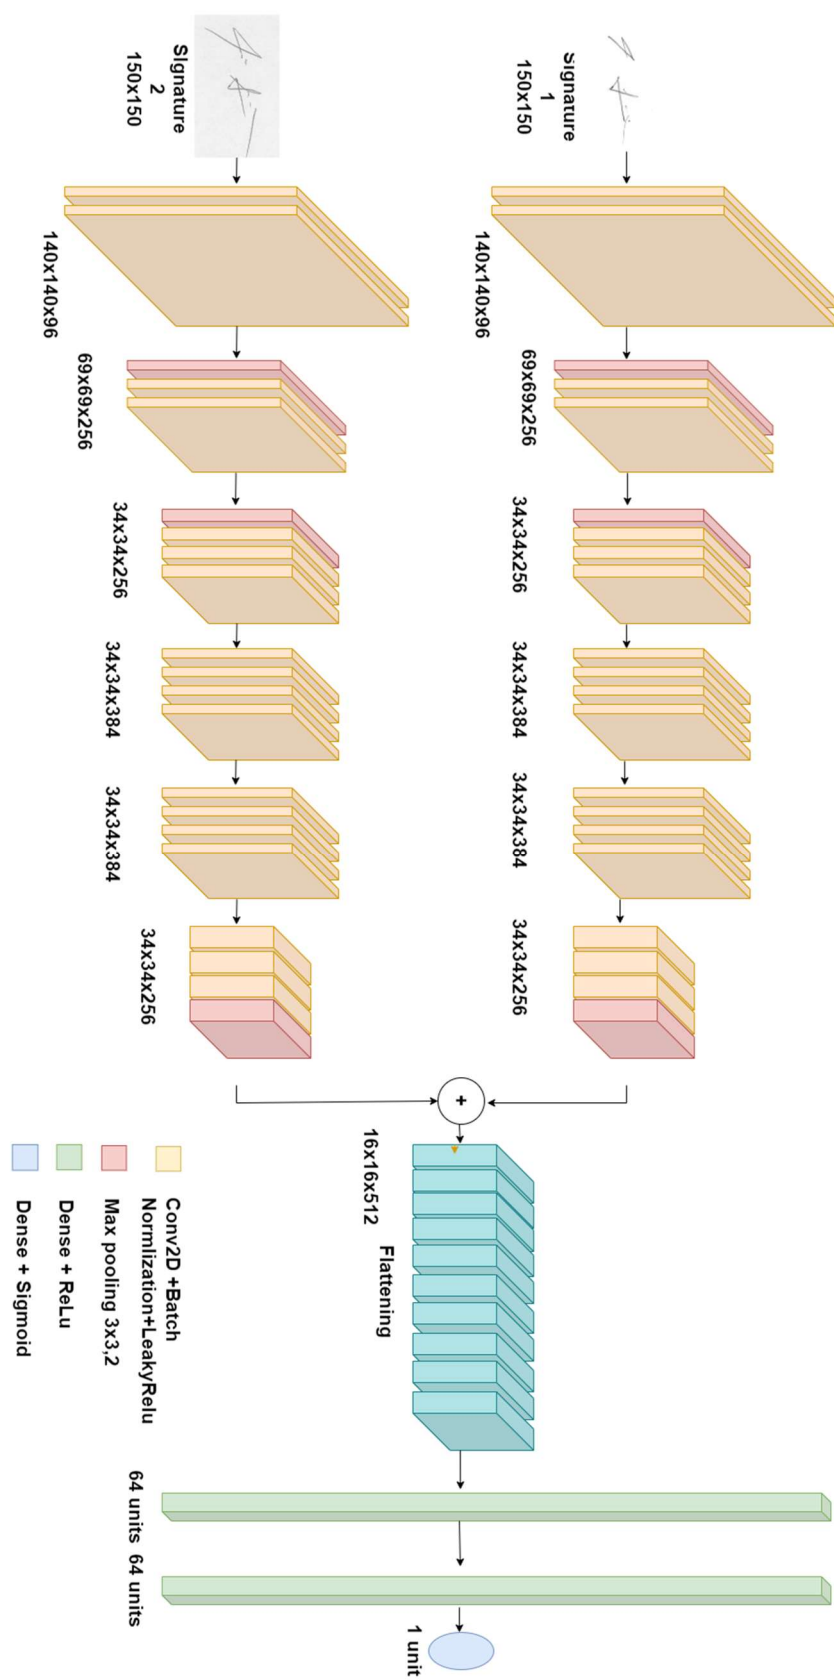 SIgnature
1
150x150
140x140x96
69x69x256
34x34x256
34x34x384
34x34x384
34x34x256
SIgnature
2
150x150
140x140x96
69x69x256
34x34x256
34x34x384
34x34x384
34x34x256
+
16x16x512
Flattening
64 units
64 units
1 unit
Conv2D +Batch
Normlization+LeakyRelu
Max pooling 3x3,2
Dense + ReLu
Dense + Sigmoid